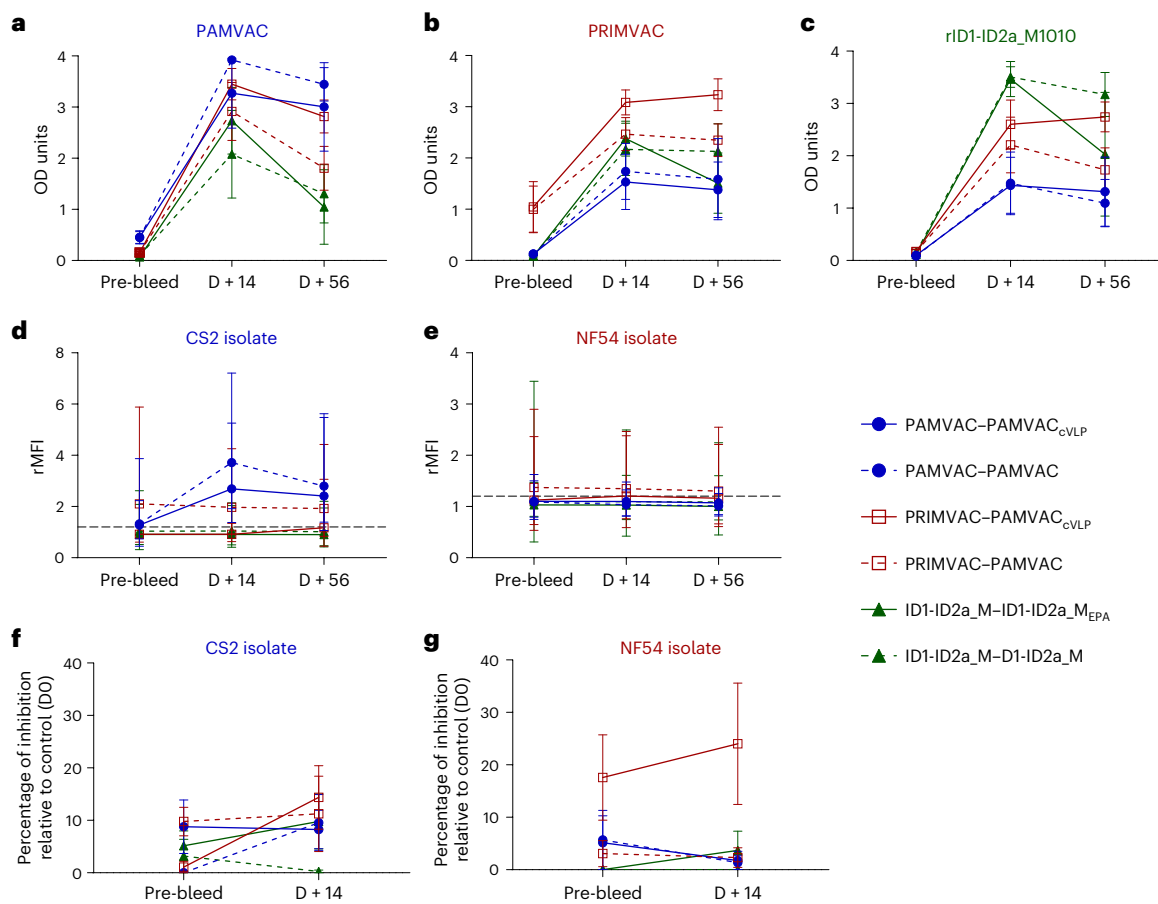 a
PAMVAC
OD units
4
3
2
1
0
Pre-bleed D + 14 D + 56
b
PRIMVAC
OD units
4
3
2
1
0
Pre-bleed D + 14 D + 56
c
rID1-ID2a_M1010
OD units
4
3
2
1
0
Pre-bleed D + 14 D + 56
d
CS2 isolate
rMFI
8
6
4
2
0
Pre-bleed D + 14 D + 56
e
NF54 isolate
rMFI
4
3
2
1
0
Pre-bleed D + 14 D + 56
PAMVAC–PAMVACcVLP
PAMVAC–PAMVAC
PRIMVAC–PAMVACcVLP
PRIMVAC–PAMVAC
ID1-ID2a_M–ID1-ID2a_MEPA
ID1-ID2a_M–D1-ID2a_M
f
CS2 isolate
Percentage of inhibition
relative to control (D0)
40
30
20
10
0
Pre-bleed D + 14
g
NF54 isolate
Percentage of inhibition
relative to control (D0)
40
30
20
10
0
Pre-bleed D + 14